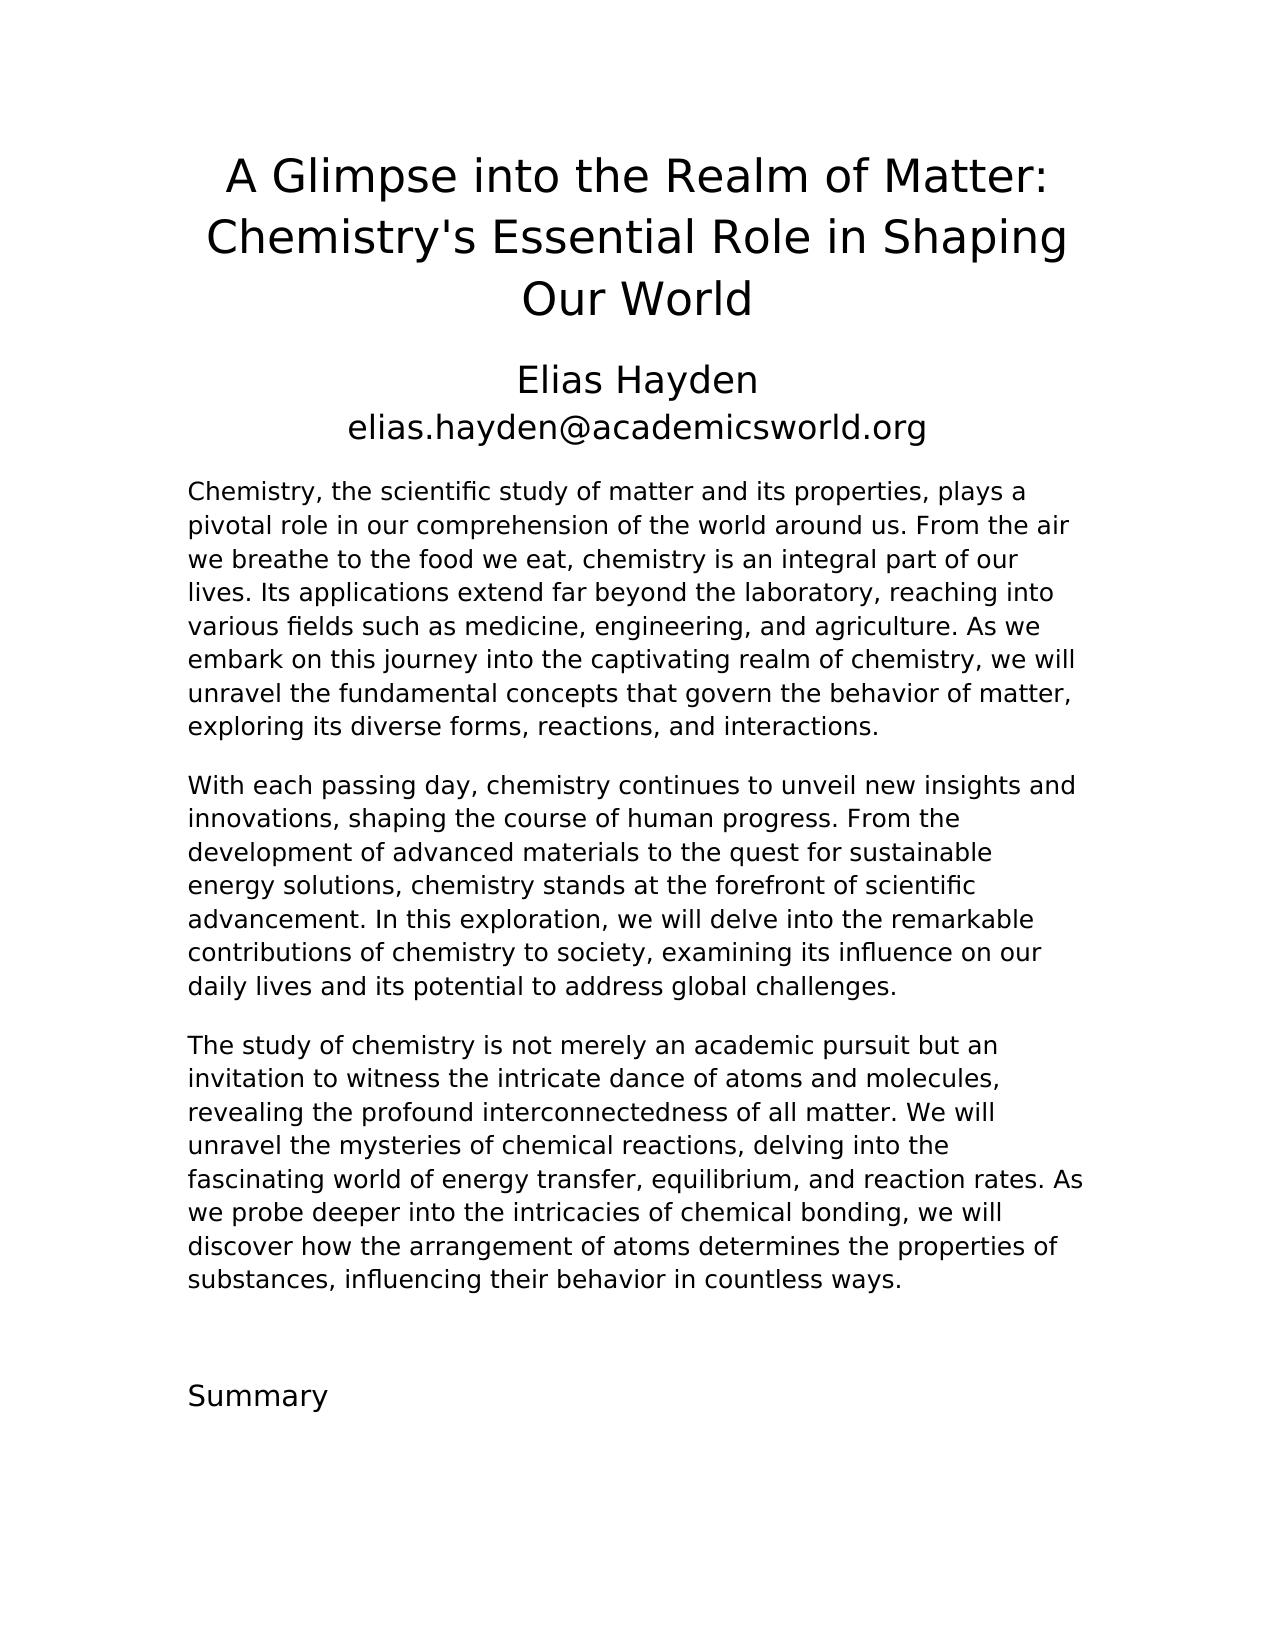 A Glimpse into the Realm of Matter:
Chemistry's Essential Role in Shaping
Our World
Elias Hayden
elias.hayden@academicsworld.org
Chemistry, the scientific study of matter and its properties, plays a
pivotal role in our comprehension of the world around us. From the air
we breathe to the food we eat, chemistry is an integral part of our
lives. Its applications extend far beyond the laboratory, reaching into
various fields such as medicine, engineering, and agriculture. As we
embark on this journey into the captivating realm of chemistry, we will
unravel the fundamental concepts that govern the behavior of matter,
exploring its diverse forms, reactions, and interactions.
With each passing day, chemistry continues to unveil new insights and
innovations, shaping the course of human progress. From the
development of advanced materials to the quest for sustainable
energy solutions, chemistry stands at the forefront of scientific
advancement. In this exploration, we will delve into the remarkable
contributions of chemistry to society, examining its influence on our
daily lives and its potential to address global challenges.
The study of chemistry is not merely an academic pursuit but an
invitation to witness the intricate dance of atoms and molecules,
revealing the profound interconnectedness of all matter. We will
unravel the mysteries of chemical reactions, delving into the
fascinating world of energy transfer, equilibrium, and reaction rates. As
we probe deeper into the intricacies of chemical bonding, we will
discover how the arrangement of atoms determines the properties of
substances, influencing their behavior in countless ways.
Summary